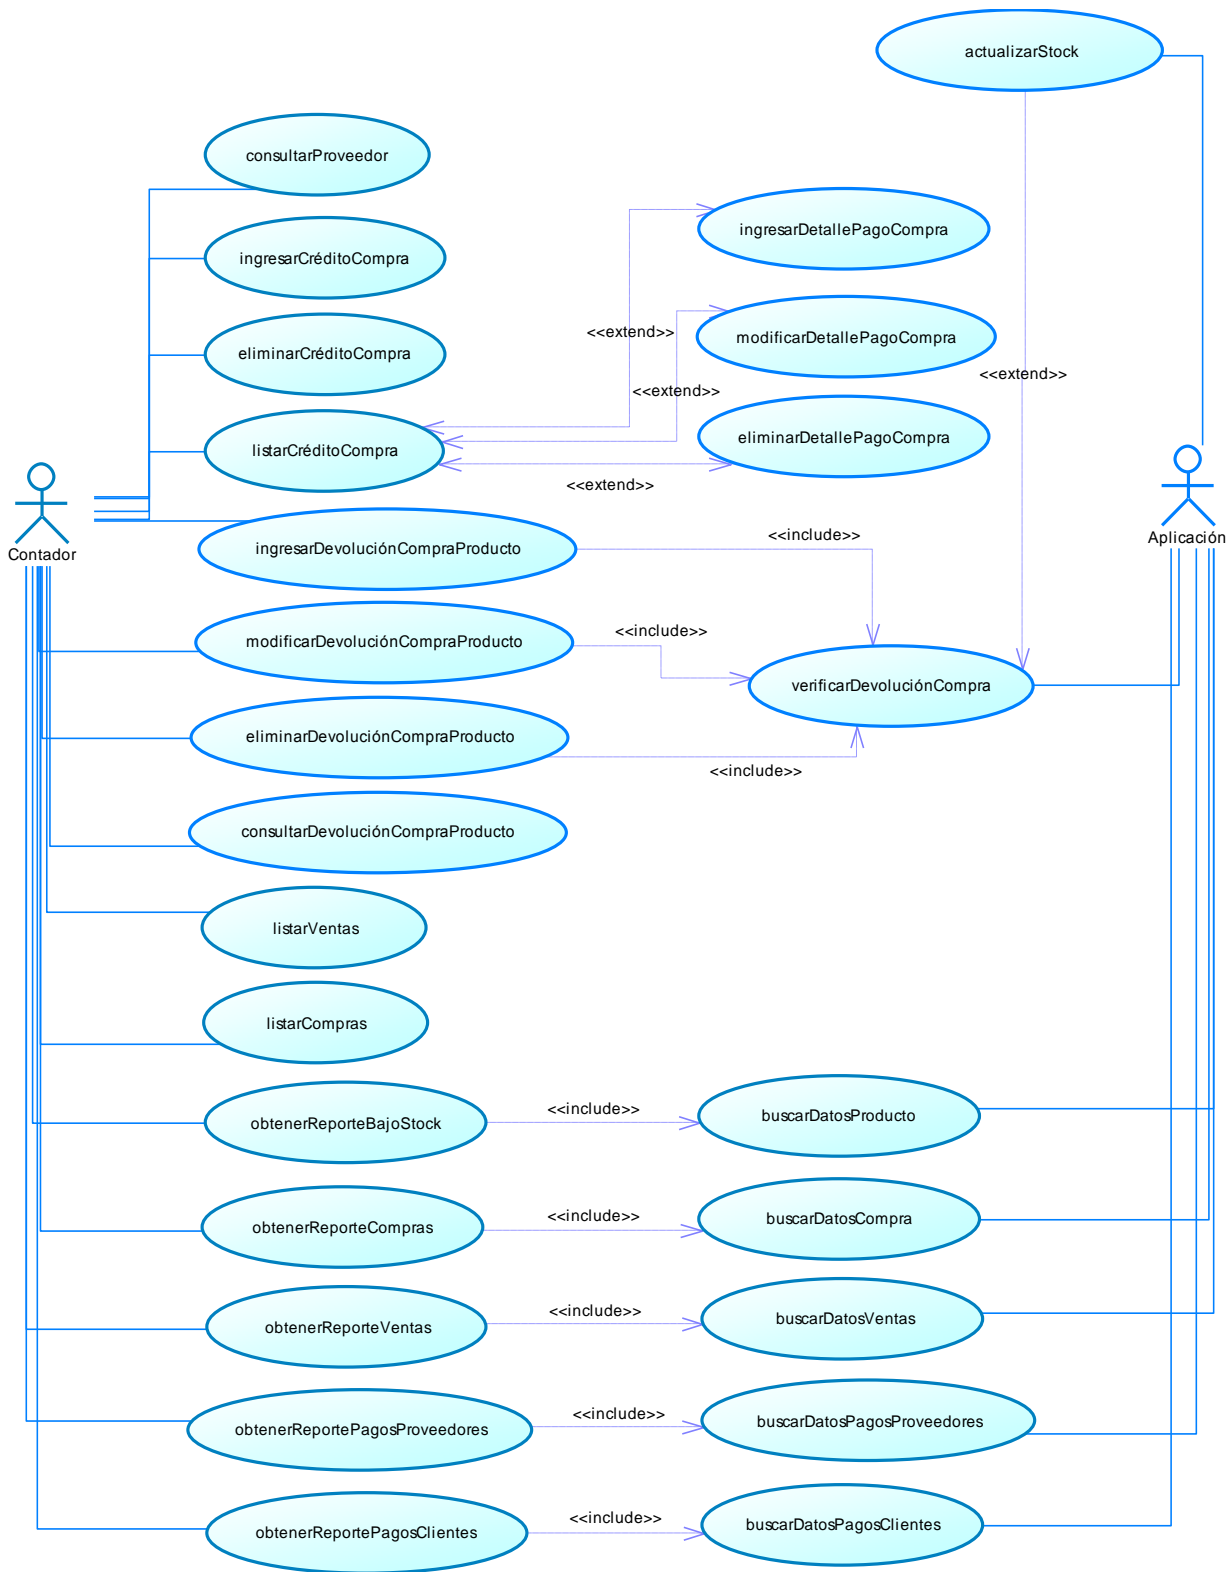 actualizarStock
consultarProveedor
ingresarDetallePagoCompra
ingresarCréditoCompra
<<extend>>
modificarDetallePagoCompra
eliminarCréditoCompra
<<extend>>
<<extend>>
eliminarDetallePagoCompra
listarCréditoCompra
<<extend>>
Contador
Aplicación
ingresarDevoluciónCompraProducto
<<include>>
modificarDevoluciónCompraProducto
<<include>>
verificarDevoluciónCompra
eliminarDevoluciónCompraProducto
<<include>>
consultarDevoluciónCompraProducto
listarVentas
listarCompras
obtenerReporteBajoStock
<<include>>
buscarDatosProducto
obtenerReporteCompras
<<include>>
buscarDatosCompra
obtenerReporteVentas
<<include>>
buscarDatosVentas
obtenerReportePagosProveedores
<<include>>
buscarDatosPagosProveedores
obtenerReportePagosClientes
<<include>>
buscarDatosPagosClientes